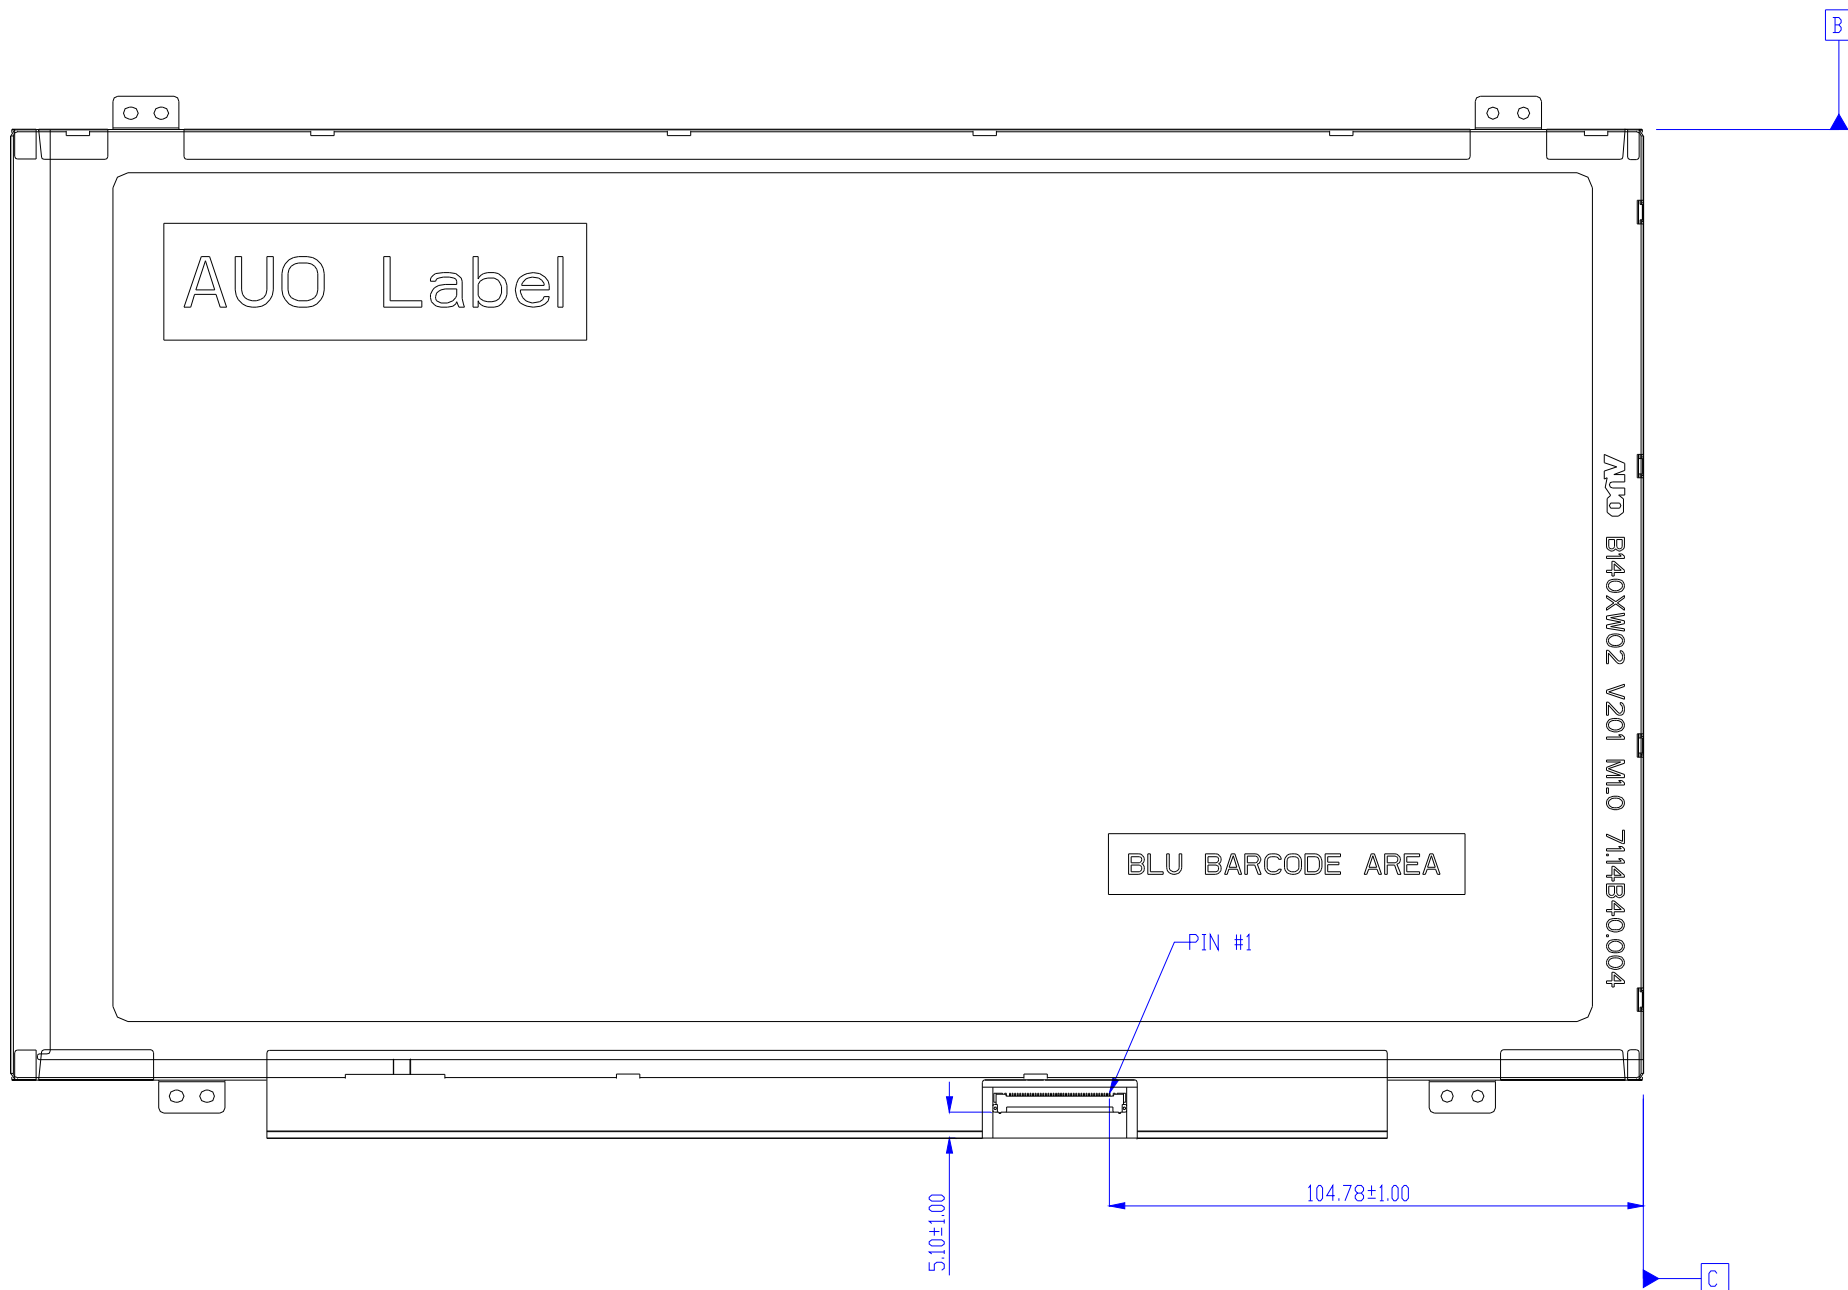 B
AUO Label
AUO B140XW02 V201 M1.0 71.14B40.004
BLU BARCODE AREA
PIN #1
104.78±1.00
5.10±1.00
C